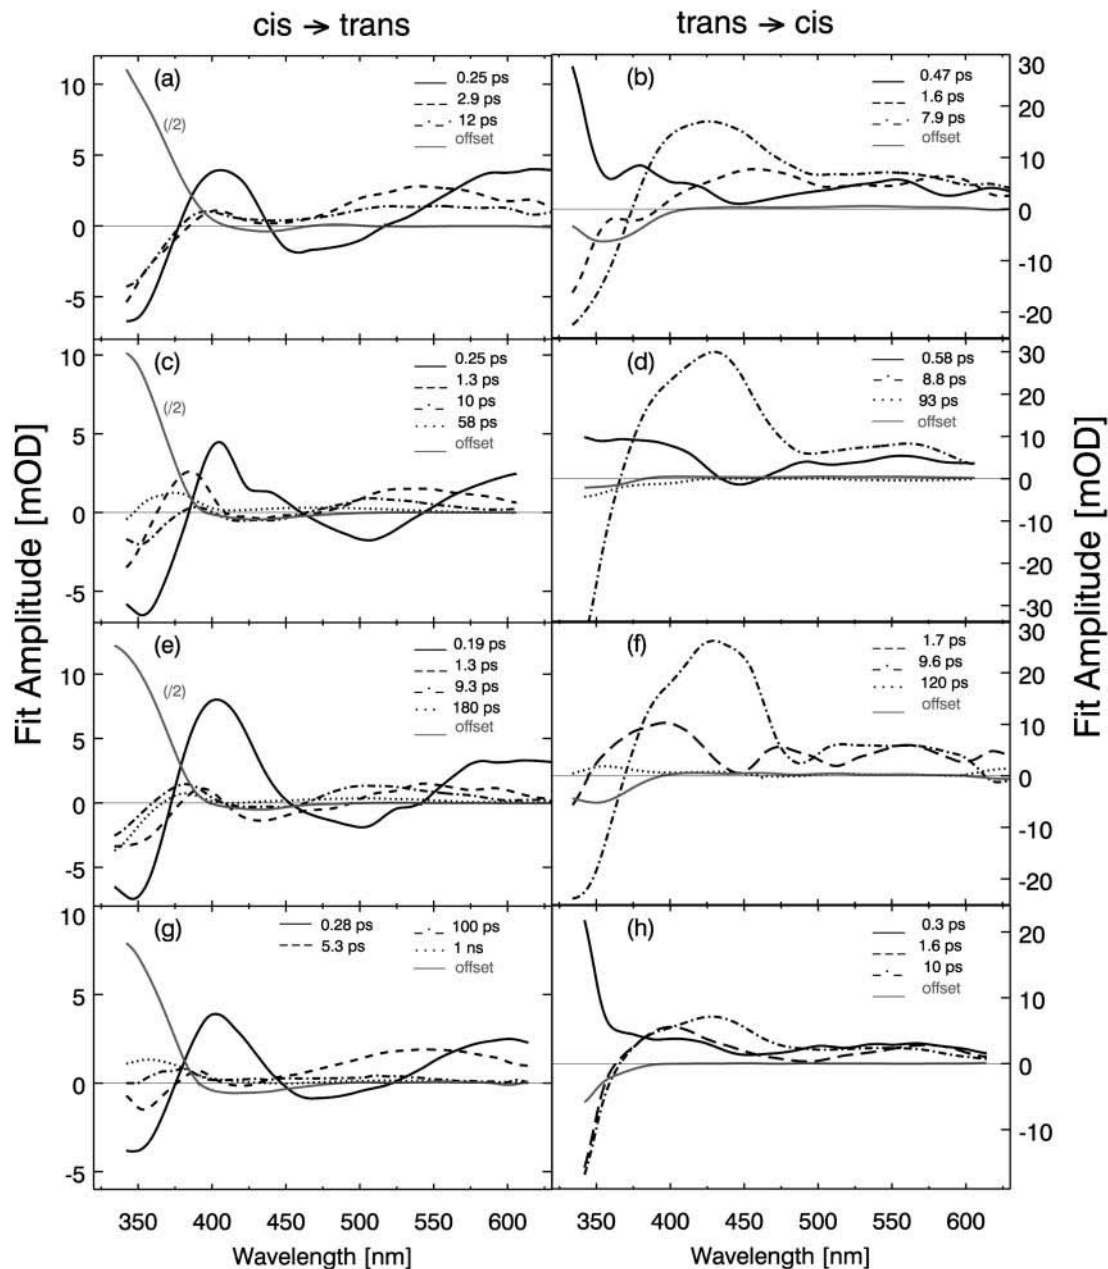 cis → trans
trans → cis
(a)
0.25 ps
2.9 ps
12 ps
offset
(/2)
10
5
0
-5
(b)
0.47 ps
1.6 ps
7.9 ps
offset
30
20
10
0
-10
-20
(c)
0.25 ps
1.3 ps
10 ps
58 ps
offset
(/2)
10
5
0
-5
(d)
0.58 ps
8.8 ps
93 ps
offset
30
20
10
0
-10
-20
-30
Fit Amplitude [mOD]
Fit Amplitude [mOD]
(e)
0.19 ps
1.3 ps
9.3 ps
180 ps
offset
(/2)
10
5
0
-5
(f)
1.7 ps
9.6 ps
120 ps
offset
30
20
10
0
-10
-20
(g)
0.28 ps
5.3 ps
100 ps
1 ns
offset
10
5
0
-5
(h)
0.3 ps
1.6 ps
10 ps
offset
20
10
0
-10
350 400 450 500 550 600
350 400 450 500 550 600
Wavelength [nm]
Wavelength [nm]